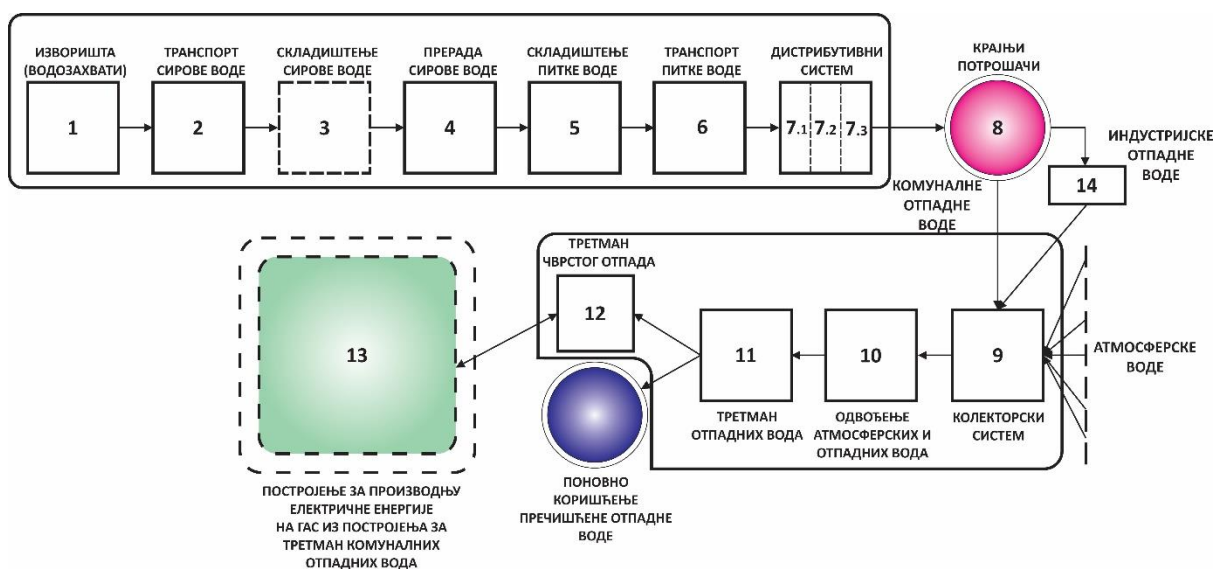 ИЗВОРИШТА
(ВОДОЗАХВАТИ)
ТРАНСПОРТ
СИРОВЕ ВОДЕ
СКЛАДИШТЕЊЕ
СИРОВЕ ВОДЕ
ПРЕРАДА
СИРОВЕ ВОДЕ
СКЛАДИШТЕЊЕ
ПИТКЕ ВОДЕ
ТРАНСПОРТ
ПИТКЕ ВОДЕ
ДИСТРИБУТИВНИ
СИСТЕМ
КРАЈЊИ
ПОТРОШАЧИ
1
2
3
4
5
6
7.1 7.2 7.3
8
ИНДУСТРИЈСКЕ
ОТПАДНЕ
ВОДЕ
14
КОМУНАЛНЕ
ОТПАДНЕ
ВОДЕ
ТРЕТМАН
ЧВРСТОГ ОТПАДА
12
13
11
10
9
АТМОСФЕРСКЕ
ВОДЕ
ТРЕТМАН
ОТПАДНИХ ВОДА
ОДВОЂЕЊЕ
АТМОСФЕРСКИХ И
ОТПАДНИХ ВОДА
КОЛЕКТОРСКИ
СИСТЕМ
ПОНОВНО
КОРИШЋЕЊЕ
ПРЕЧИШЋЕНЕ ОТПАДНЕ
ВОДЕ
ПОСТРОЈЕЊЕ ЗА ПРОИЗВОДЊУ
ЕЛЕКТРИЧНЕ ЕНЕРГИЈЕ
НА ГАС ИЗ ПОСТРОЈЕЊА ЗА
ТРЕТМАН КОМУНАЛНИХ
ОТПАДНИХ ВОДА